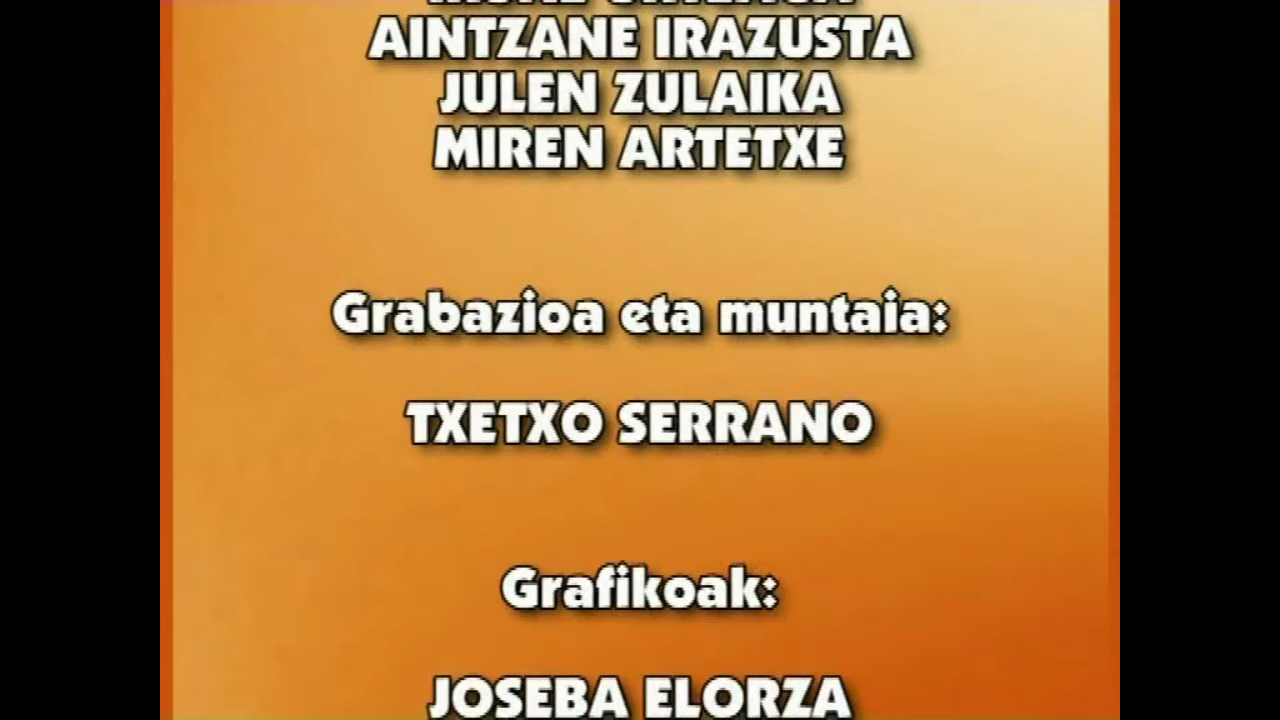 AINTZANE IRAZUSTA
JULEN ZULAIKA
MIREN ARTETXE
Grabazioa eta muntaia:
TXETXO SERRANO
Grafikoak:
JOSEBA ELORZA